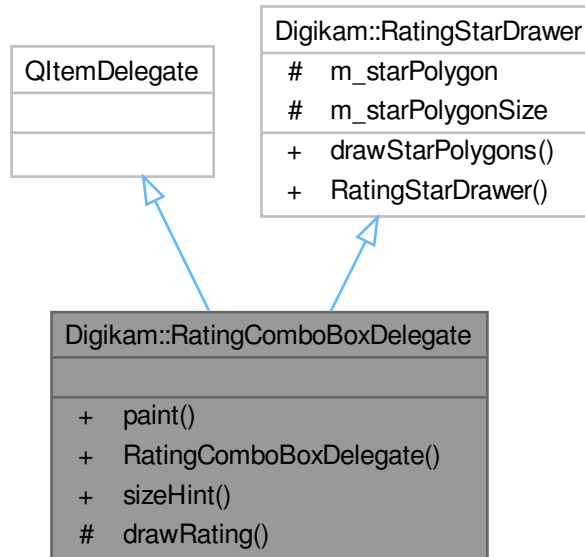 QItemDelegate
Digikam::RatingStarDrawer
# m_starPolygon
# m_starPolygonSize
+ drawStarPolygons()
+ RatingStarDrawer()
Digikam::RatingComboBoxDelegate
+ paint()
+ RatingComboBoxDelegate()
+ sizeHint()
# drawRating()